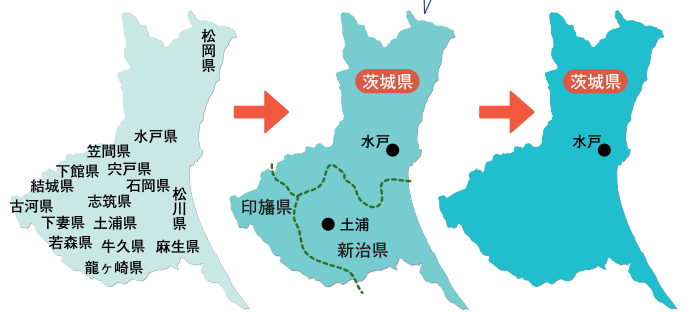 松岡県
水戸県
笠間県
宍戸県
下館県
石岡県
結城県
松川県
志筑県
古河県
下妻県
土浦県
若森県
牛久県
麻生県
龍ヶ崎県
茨城県
水戸
印旛県
土浦
新治県
茨城県
水戸